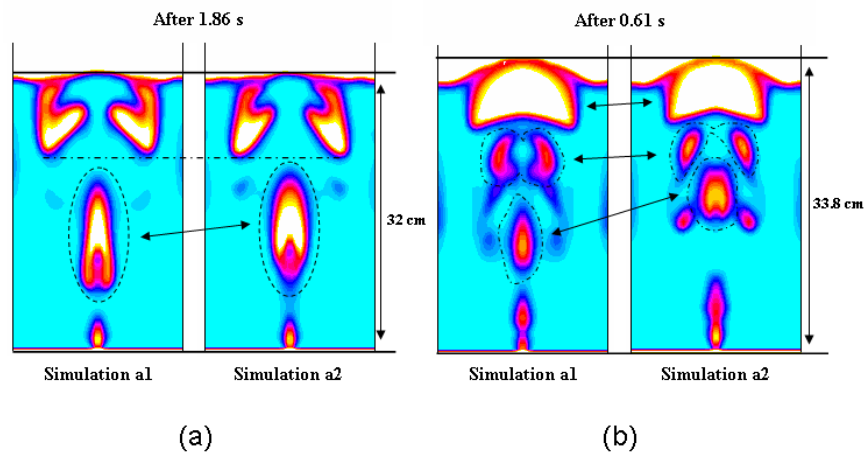 After 1.86 s
After 0.61 s
32 cm
33.8 cm
Simulation a1
Simulation a2
Simulation a1
Simulation a2
(a)
(b)